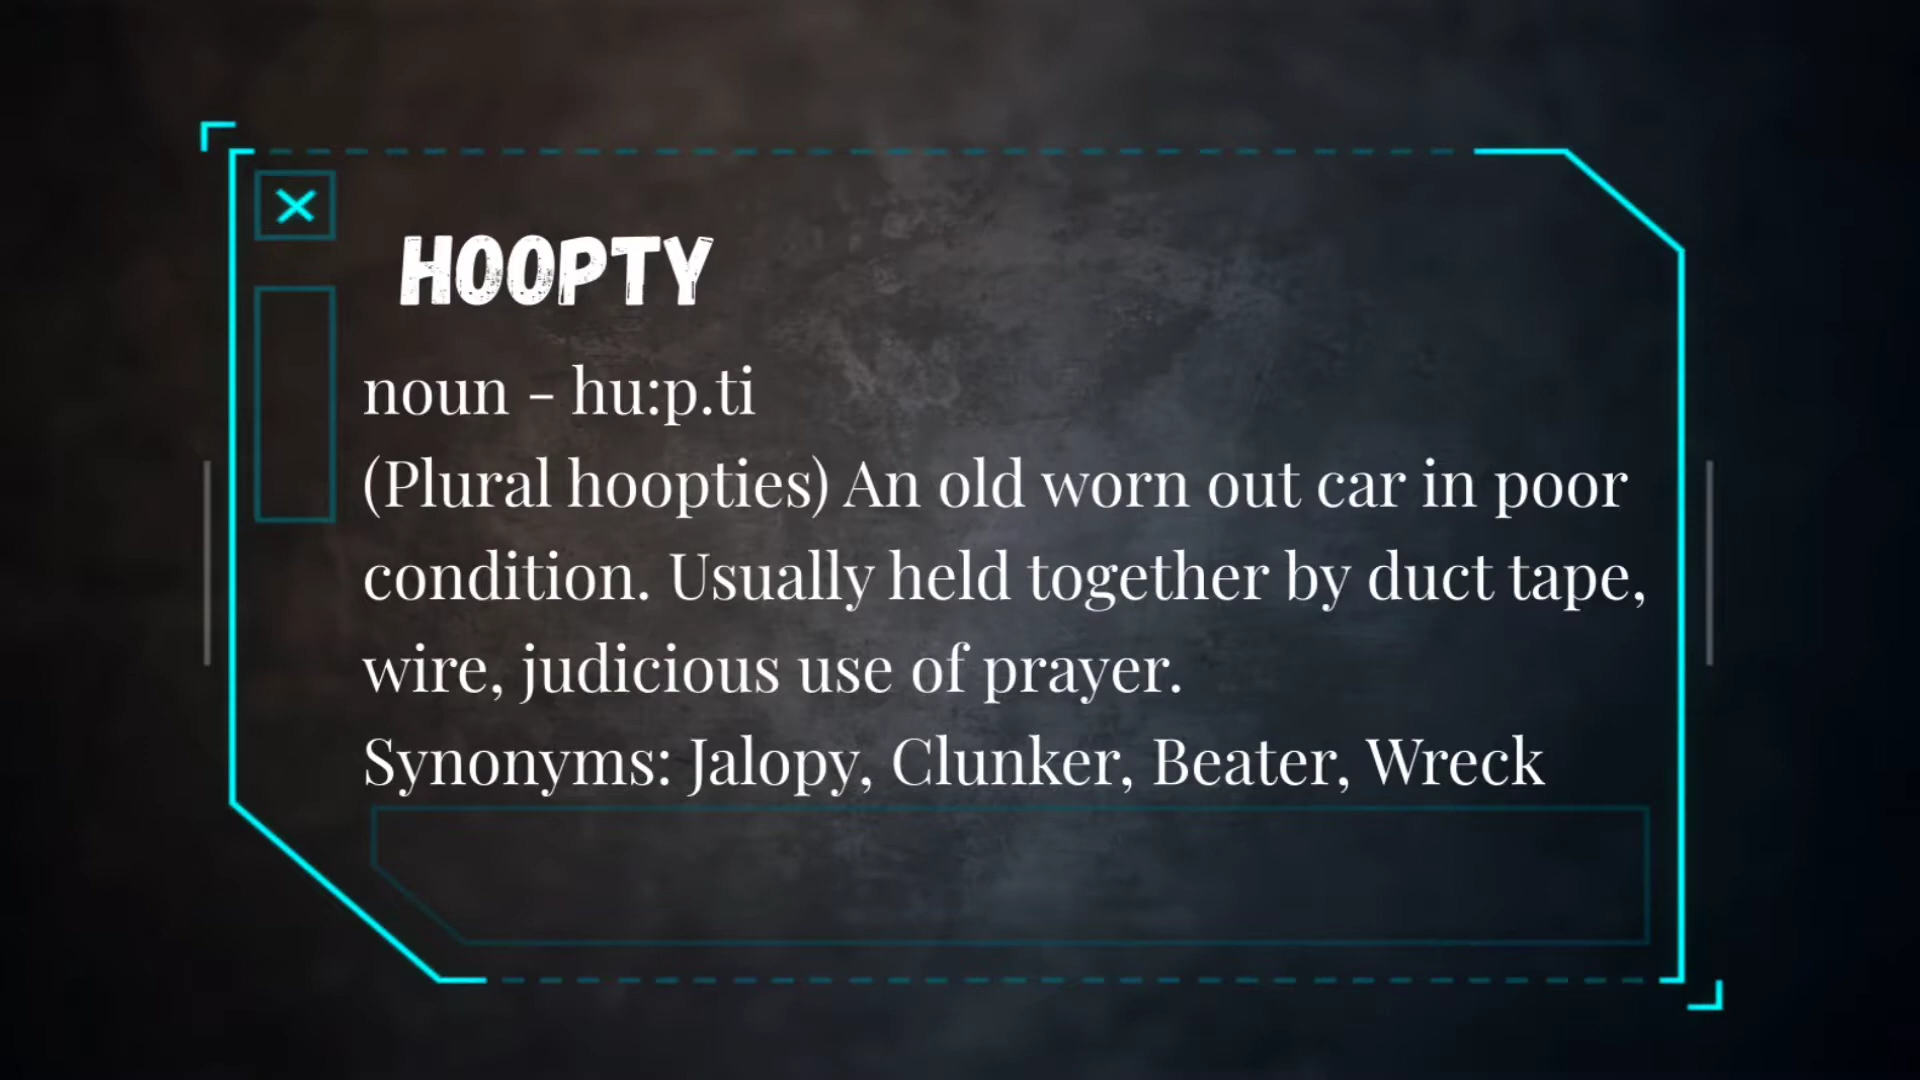 HOOPTY
noun - hu:p.ti
(Plural hoopties) An old worn out car in poor
condition. Usually held together by duct tape,
wire, judicious use of prayer.
Synonyms: Jalopy, Clunker, Beater, Wreck